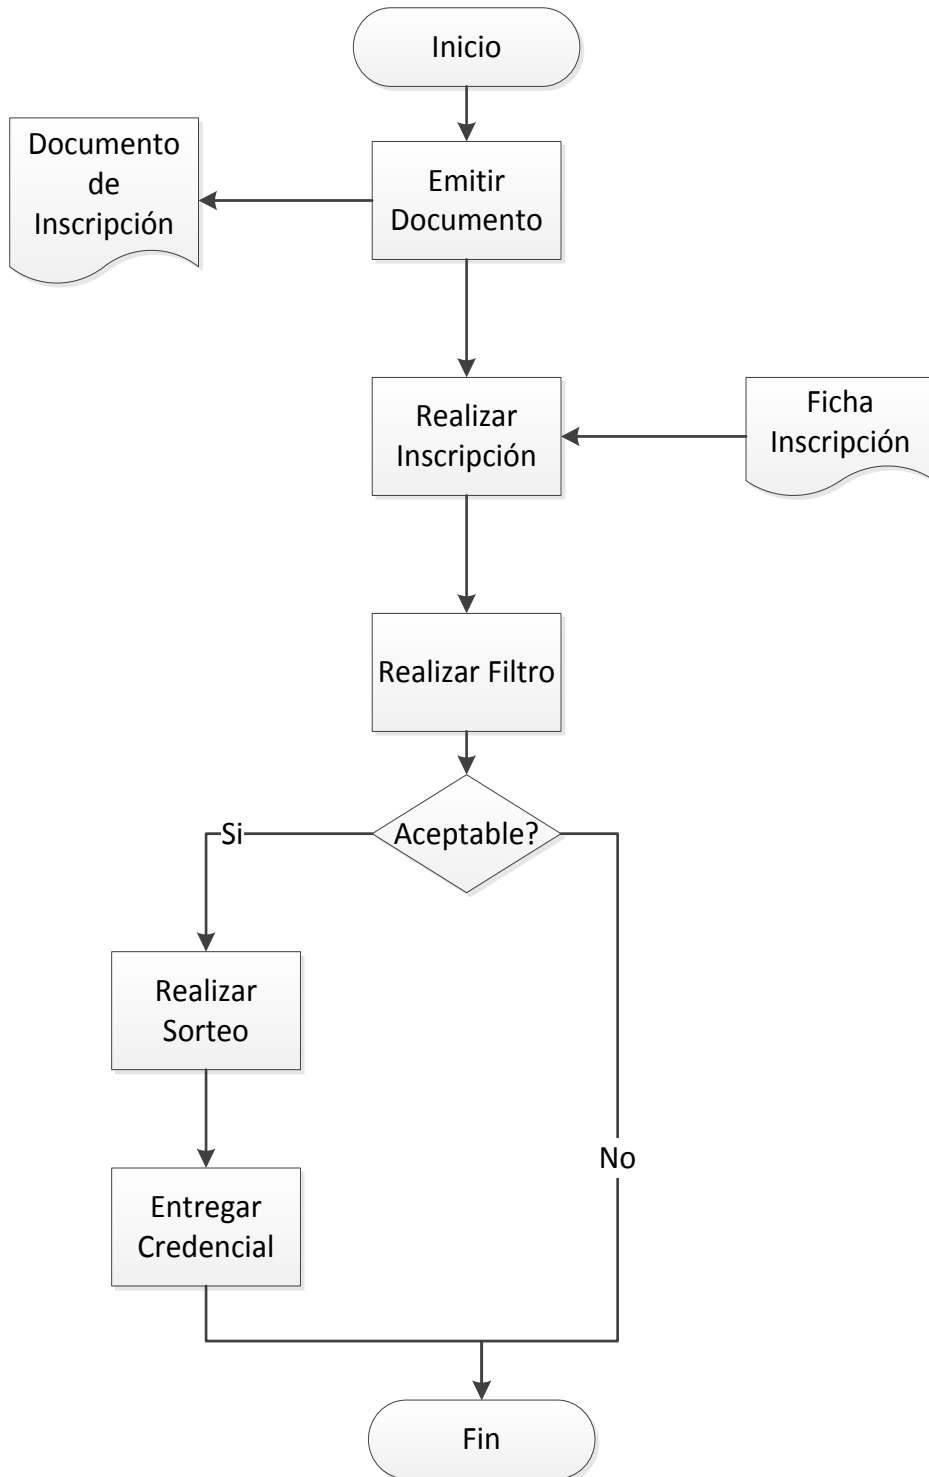 Inicio
Documento
de
Inscripción
Emitir
Documento
Realizar
Inscripción
Ficha
Inscripción
Realizar Filtro
Aceptable?
Si
Realizar
Sorteo
No
Entregar
Credencial
Fin